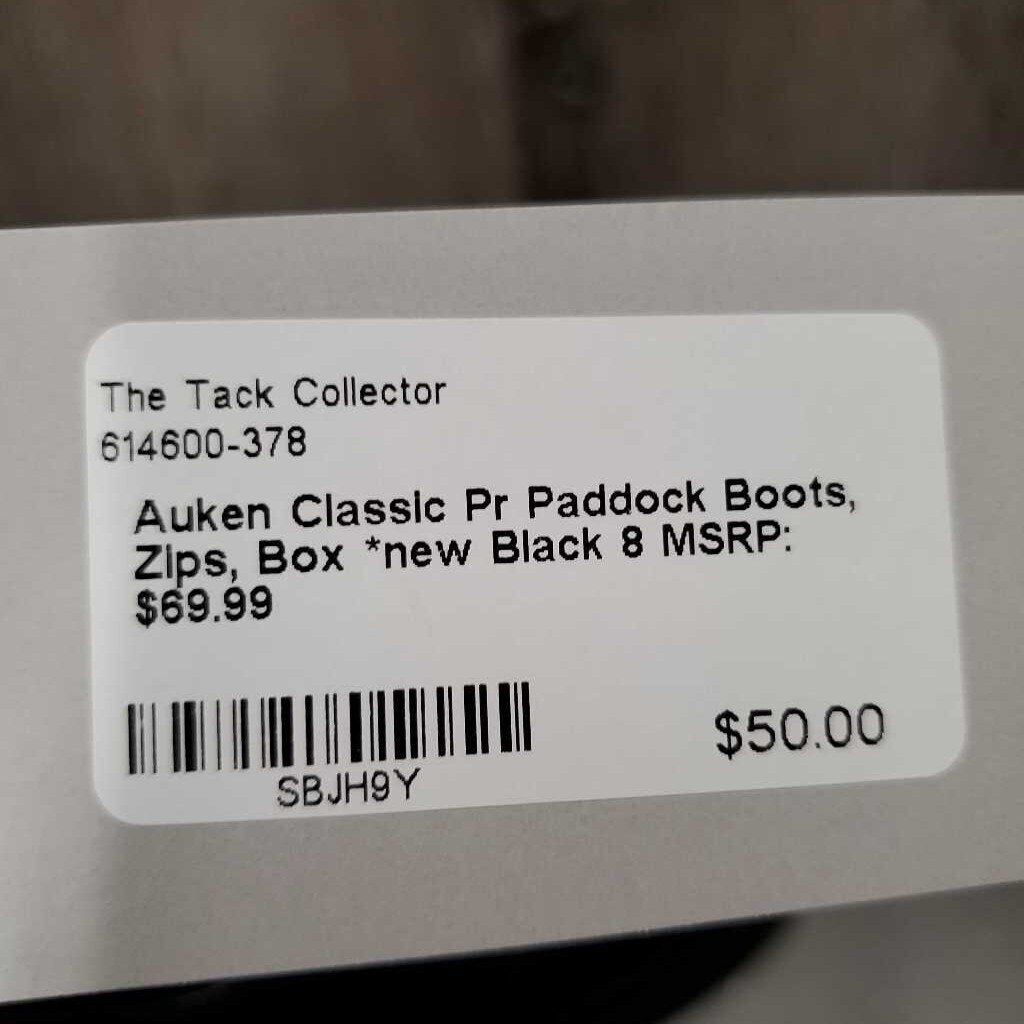 The Tack Collector
614600-378
Auken Classic Pr Paddock Boots,
Zips, Box *new Black 8 MSRP:
$69.99
SBJH9Y
$50.00